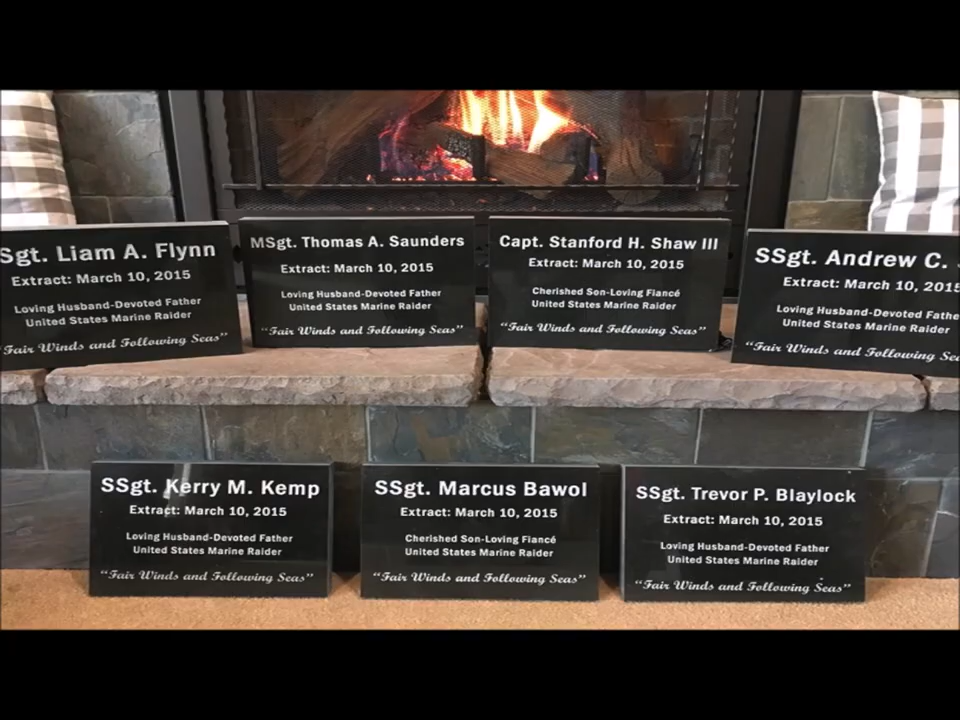 Sgt. Liam A. Flynn
Extract: March 10, 2015
Loving Husband-Devoted Father
United States Marine Raider
"Fair Winds and Following Seas"
MSgt. Thomas A. Saunders
Extract: March 10, 2015
Loving Husband-Devoted Father
United States Marine Raider
"Fair Winds and Following Seas"
Capt. Stanford H. Shaw III
Extract: March 10, 2015
Cherished Son-Loving Fiancé
United States Marine Raider
"Fair Winds and Following Seas"
SSgt. Andrew C.
Extract: March 10, 2015
Loving Husband-Devoted Fathe
United States Marine Raider
"Fair Winds and Following Sea
SSgt. Kerry M. Kemp
Extract: March 10, 2015
Loving Husband-Devoted Father
United States Marine Raider
"Fair Winds and Following Seas"
SSgt. Marcus Bawol
Extract: March 10, 2015
Cherished Son-Loving Fiancé
United States Marine Raider
"Fair Winds and Following Seas"
SSgt. Trevor P. Blaylock
Extract: March 10, 2015
Loving Husband-Devoted Father
United States Marine Raider
"Fair Winds and Following Seas"